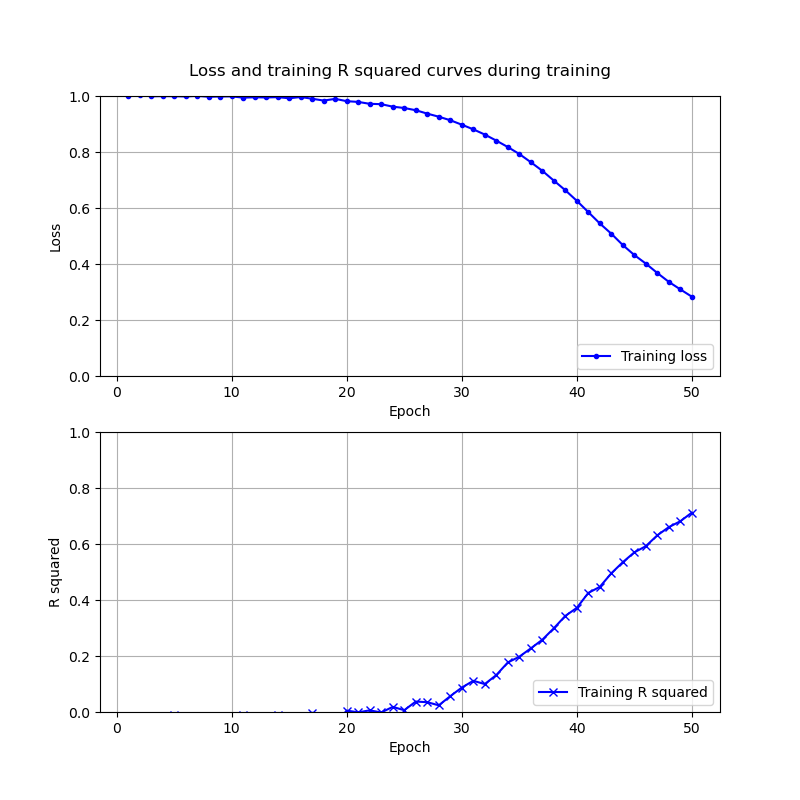 Loss and training R squared curves during training
1.0
0.8
0.6
0.4
0.2
0.0
Loss
Training loss
0 10 20 30 40 50
Epoch
1.0
0.8
0.6
0.4
0.2
0.0
R squared
Training R squared
0 10 20 30 40 50
Epoch